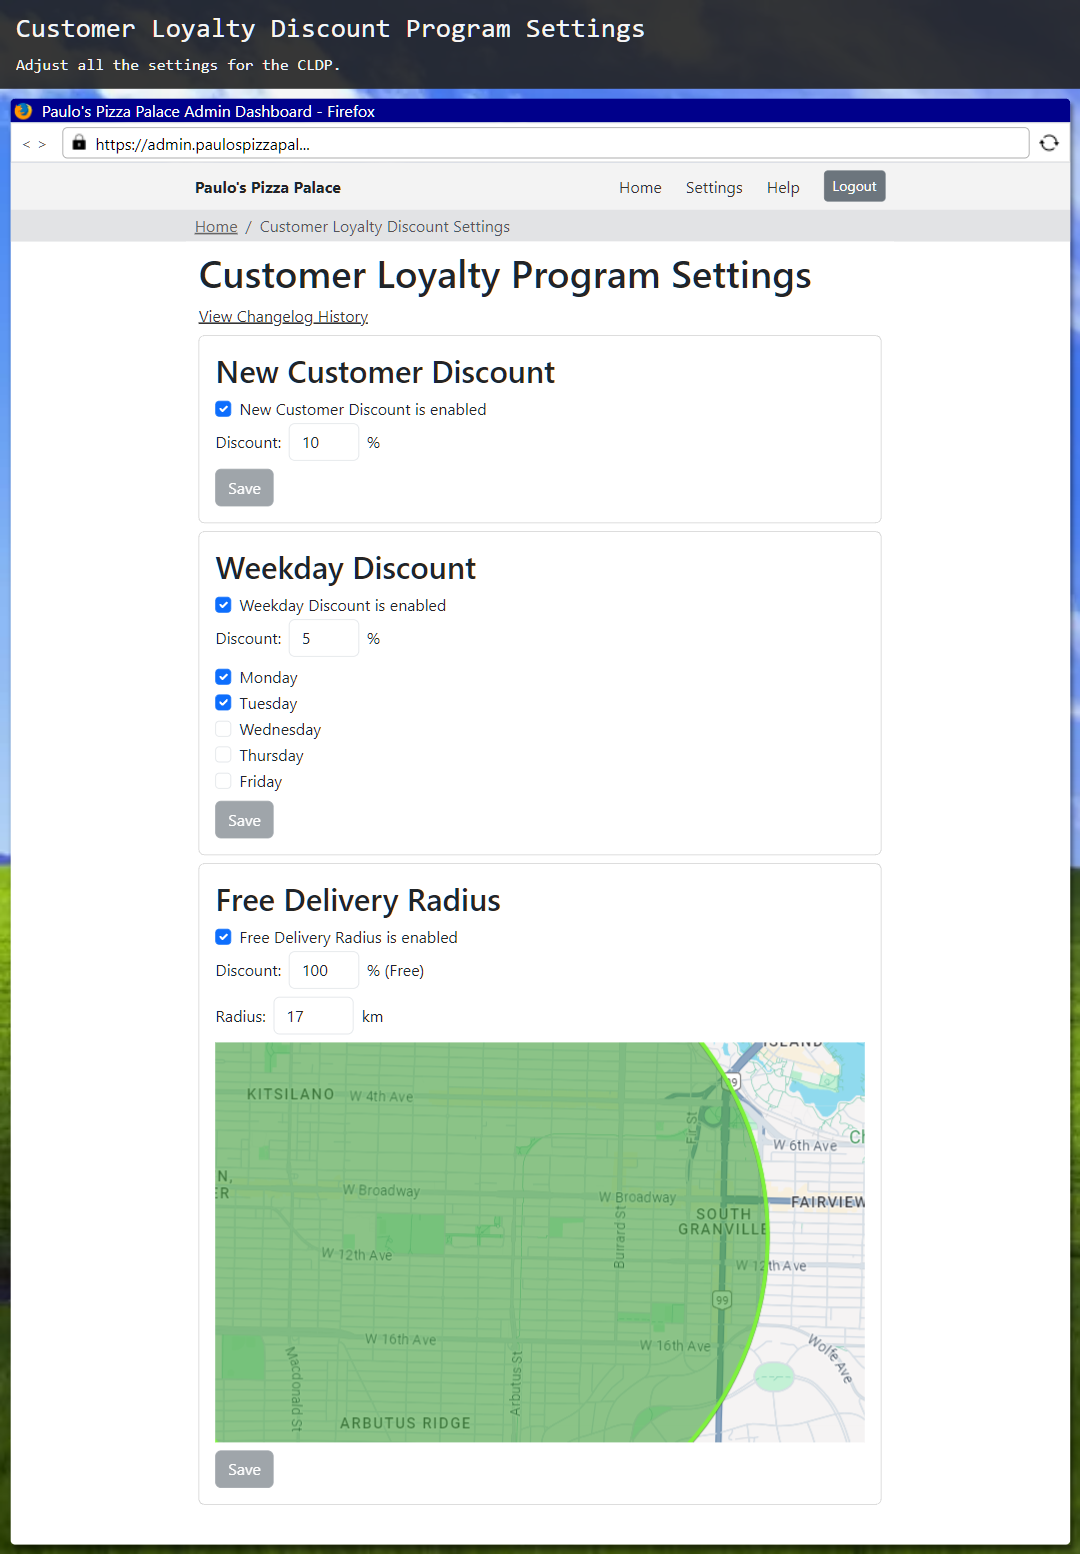 Customer Loyalty Discount Program Settings
Adjust all the settings for the CLDP.
Paulo's Pizza Palace Admin Dashboard - Firefox
< > https://admin.paulospizzapal...
Paulo's Pizza Palace Home Settings Help Logout
Home / Customer Loyalty Discount Settings
Customer Loyalty Program Settings
View Changelog History
New Customer Discount
New Customer Discount is enabled
Discount: 10 %
Save
Weekday Discount
Weekday Discount is enabled
Discount: 5 %
Monday
Tuesday
Wednesday
Thursday
Friday
Save
Free Delivery Radius
Free Delivery Radius is enabled
Discount: 100 % (Free)
Radius: 17 km
ISLAND
99
KITSILANO W 4th Ave
Fir St
W 6th Ave
W Broadway
W Broadway
FAIRVIEW
SOUTH
GRANVILLE
Burrard St
W 12th Ave
W 12th Ave
99
W 16th Ave
W 16th Ave
Wolfe Ave
Macdonald St
Arbutus St
ARBUTUS RIDGE
Save